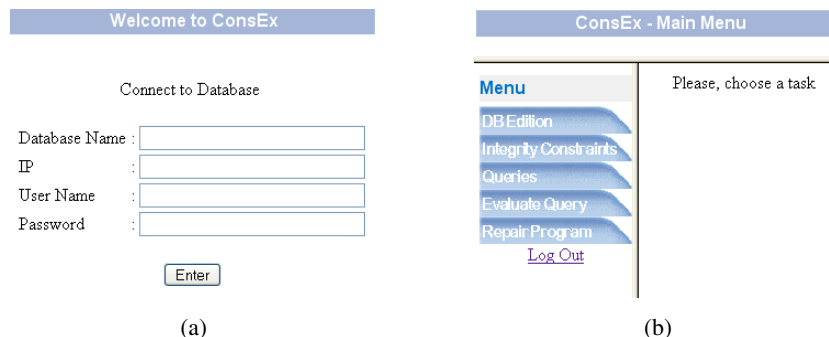 Welcome to ConsEx
Connect to Database
Database Name :
IP :
User Name :
Password :
Enter
(a)
ConsEx - Main Menu
Menu
DB Edition
Integrity Constraints
Queries
Evaluate Query
Repair Program
Log Out
Please, choose a task
(b)